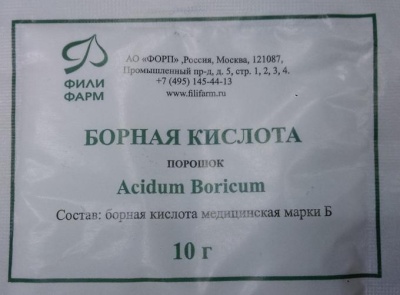 ФИЛИ
ФАРМ
АО «ФОРП» ,Россия, Москва, 121087,
Промышленный пр-д, д. 5, стр. 1, 2, 3, 4.
+7 (495) 145-44-13
www.filifarm.ru
БОРНАЯ КИСЛОТА
ПОРОШОК
Acidum Boricum
Состав: борная кислота медицинская марки Б
10 г